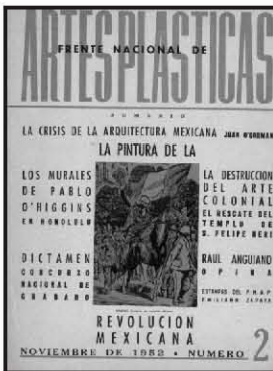 FRENTE NACIONAL DE
ARTES PLASTICAS
SUMARIO
LA CRISIS DE LA ARQUITECTURA MEXICANA JUAN O'GORMAN
LA PINTURA DE LA
LOS MURALES
DE PABLO
O'HIGGINS
EN HONOLULU
LA DESTRUCCION
DEL ARTE
COLONIAL
EL RESCATE DEL
TEMPLO DE
S. FELIPE NERI
DICTAMEN
CONCURSO
NACIONAL DE
GRABADO
RAUL ANGUIANO
OPINA
ESTAMPAS DEL F.N.A.P.
EMILIANO ZAPATA
REVOLUCION
MEXICANA
NOVIEMBRE DE 1952 • NUMERO 2